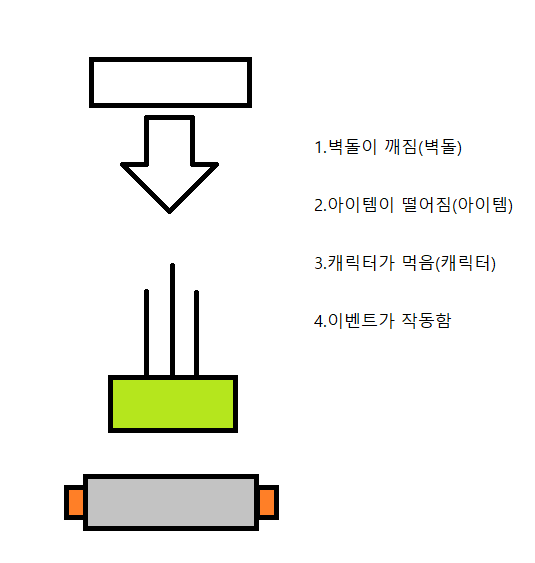 1.벽돌이 깨짐(벽돌)
2.아이템이 떨어짐(아이템)
3.캐릭터가 먹음(캐릭터)
4.이벤트가 작동함